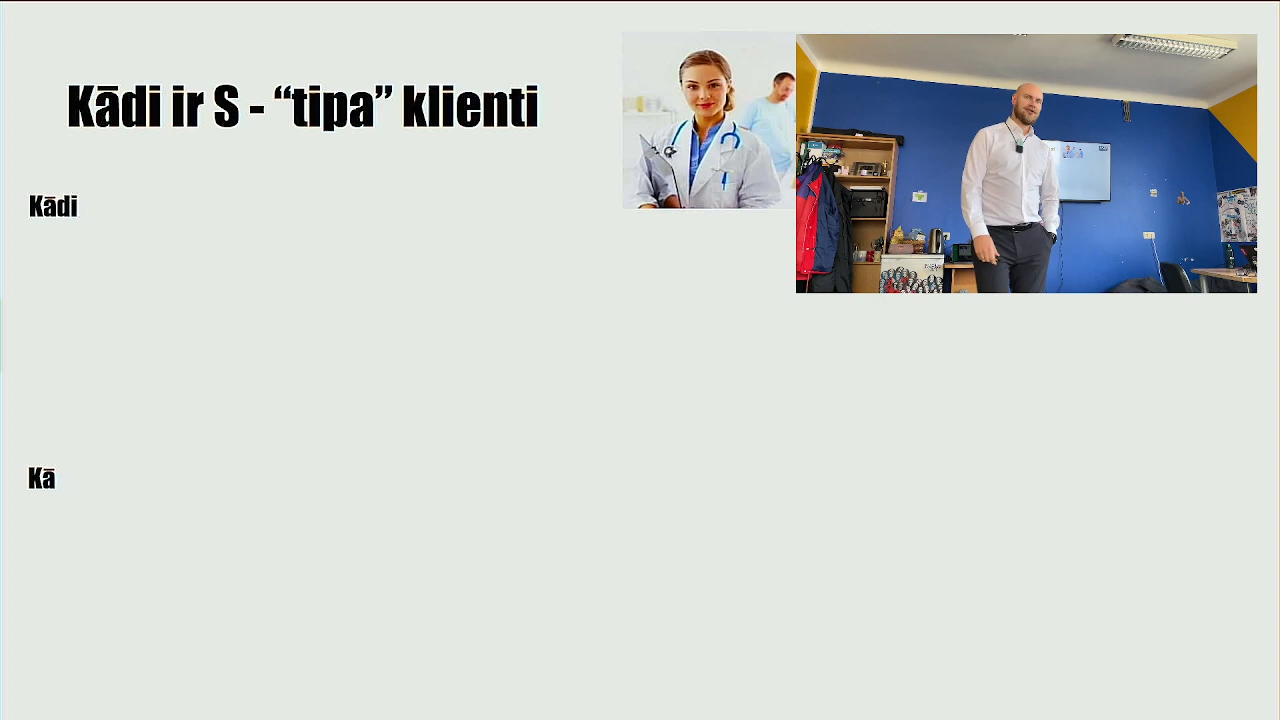 Kādi ir S - “tipa” klienti
Kādi
Kā